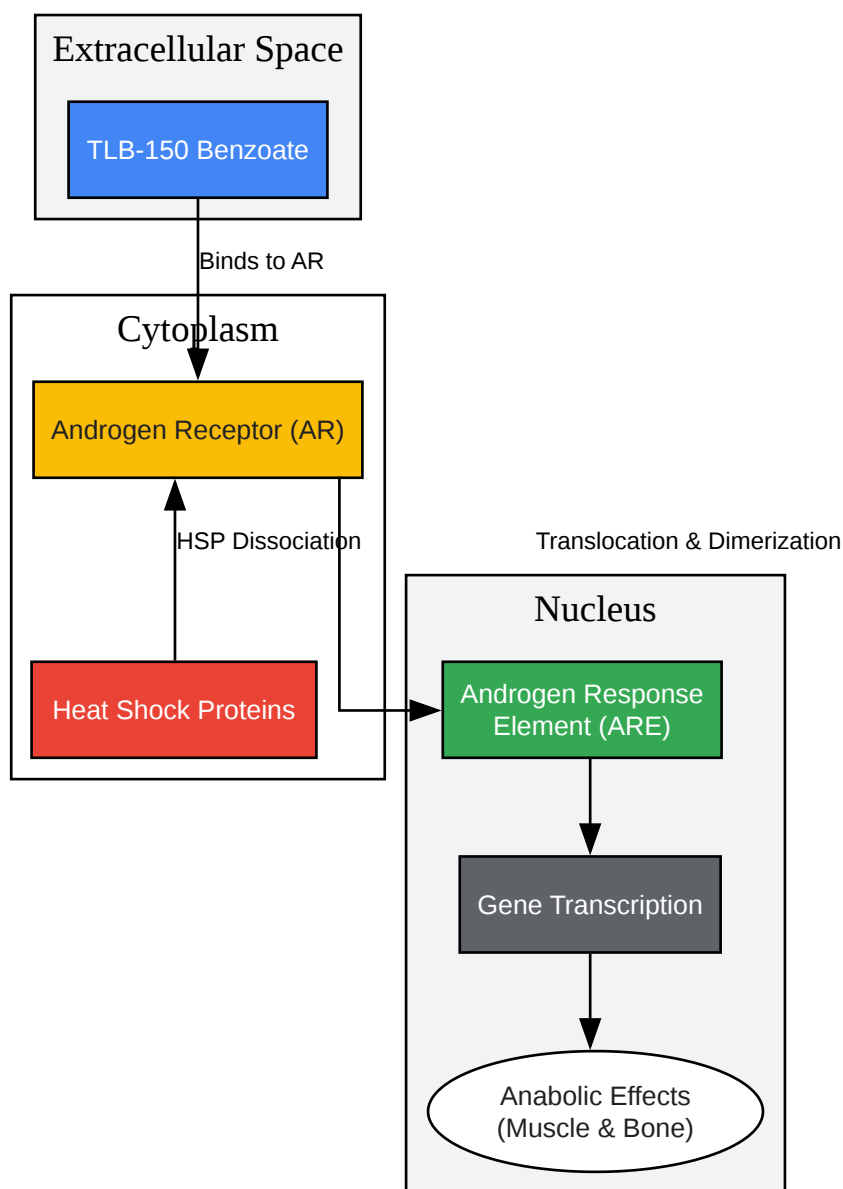 Extracellular Space
TLB-150 Benzoate
Binds to AR
Cytoplasm
Androgen Receptor (AR)
HSP Dissociation
Translocation & Dimerization
Heat Shock Proteins
Nucleus
Androgen Response
Element (ARE)
Gene Transcription
Anabolic Effects
(Muscle & Bone)